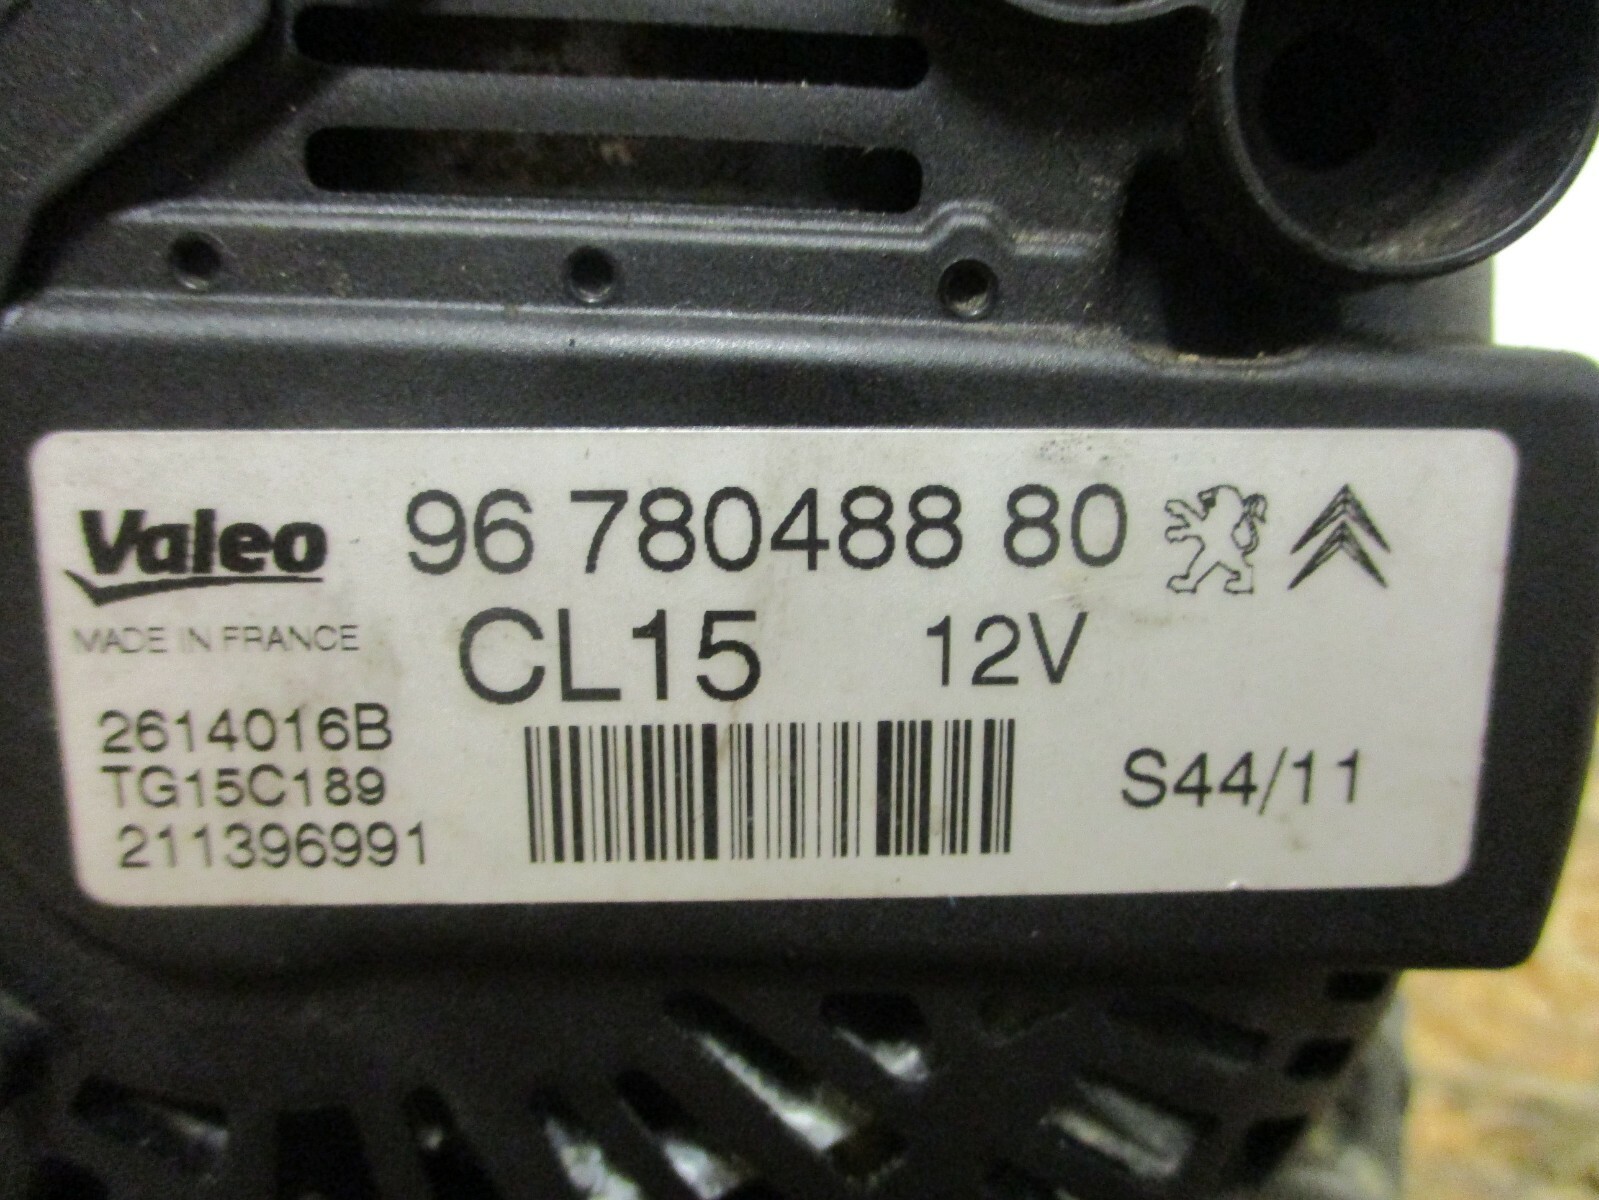 Valeo 96 780488 80
MADE IN FRANCE
CL15 12V
2614016B
TG15C189
211396991
S44/11